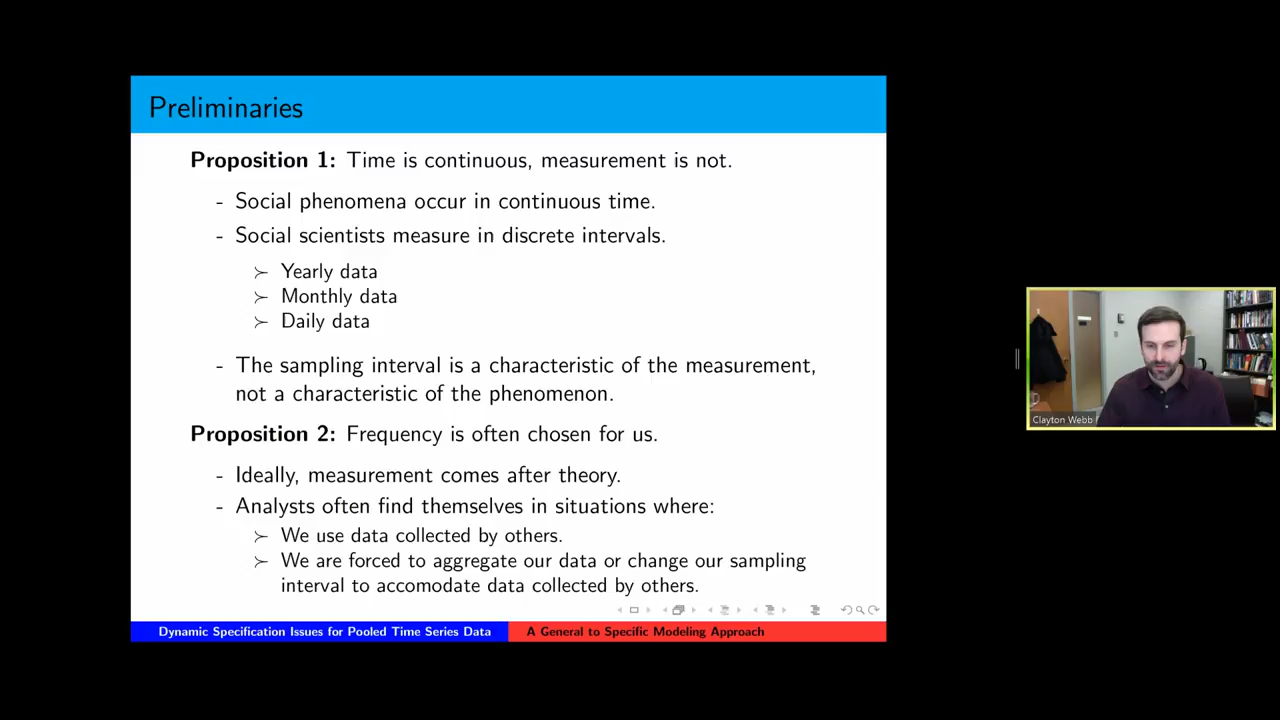 Preliminaries
Proposition 1: Time is continuous, measurement is not.
- Social phenomena occur in continuous time.
- Social scientists measure in discrete intervals.
≻ Yearly data
≻ Monthly data
≻ Daily data
- The sampling interval is a characteristic of the measurement,
not a characteristic of the phenomenon.
Proposition 2: Frequency is often chosen for us.
- Ideally, measurement comes after theory.
- Analysts often find themselves in situations where:
≻ We use data collected by others.
≻ We are forced to aggregate our data or change our sampling
interval to accomodate data collected by others.
Dynamic Specification Issues for Pooled Time Series Data
A General to Specific Modeling Approach
Clayton Webb